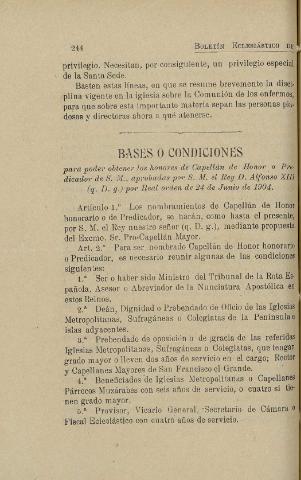 244 BOLETÍN ECLESIÁSTICO DE
privilegio. Necesitan, por consiguiente, un privilegio especial
de la Santa Sede.
Basten estas líneas, en que se resume brevemente la disci-
plina vigente en la iglesia sobre la Comunión de los enfermos,
para que sobre esta importante materia sepan las personas pia-
dosas y directores ahora á qué atenerse.
BASES O CONDICIONES
para poder obtener los honores de Capellán de Honor o Pre-
dicador de S. M., aprobadas por S. M. el Rey D. Alfonso XIII
(q. D. g.) por Real orden de 24 de Junio de 1904.
Artículo 1.º Los nombramientos de Capellán de Honor
honorario o de Predicador, se harán, como hasta el presente,
por S. M. el Rey nuestro señor (q. D. g.), mediante propuesta
del Excmo. Sr. Pro-Capellán Mayor.
Art. 2.º Para ser nombrado Capellán de Honor honorario
o Predicador, es necesario reunir algunas de las condiciones
siguientes:
1.ª Ser o haber sido Ministro del Tribunal de la Rota Es-
pañola, Asesor o Abreviador de la Nunciatura Apostólica en
estos Reinos.
2.ª Deán, Dignidad o Prebendado de Oficio de las Iglesias
Metropolitanas, Sufragáneas o Colegiatas de la Península o
islas adyacentes.
3.ª Prebendado de oposición o de gracia de las referidas
Iglesias Metropolitanas, Sufragáneas o Colegiatas, que tengan
grado mayor o lleven dos años de servicio en el cargo; Rector
y Capellanes Mayores de San Francisco el Grande.
4.ª Beneficiados de Iglesias Metropolitanas o Capellanes
Párrocos Muzárabes con seis años de servicio, o cuatro si tie-
nen grado mayor.
5.ª Provisor, Vicario General, Secretario de Cámara o
Fiscal Eclesiástico con cuatro años de servicio.